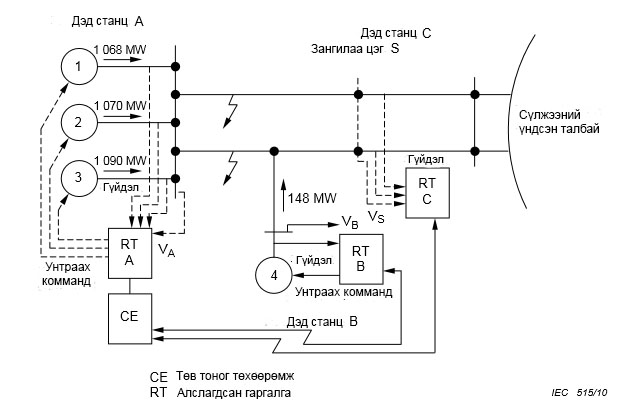 Дэд станц A
Дэд станц C
Зангилаа цэг S
1 068 MW
1
1 070 MW
2
1 090 MW
3
Гүйдэл
Сүлжээний
үндсэн талбай
Гүйдэл
RT
C
148 MW
VS
VB
RT
A
VA
RT
B
Гүйдэл
4
Унтраах
комманд
Унтраах комманд
CE
Дэд станц B
CE Төв тоног төхөөрөмж
RT Алслагдсан гаргалга
IEC 515/10